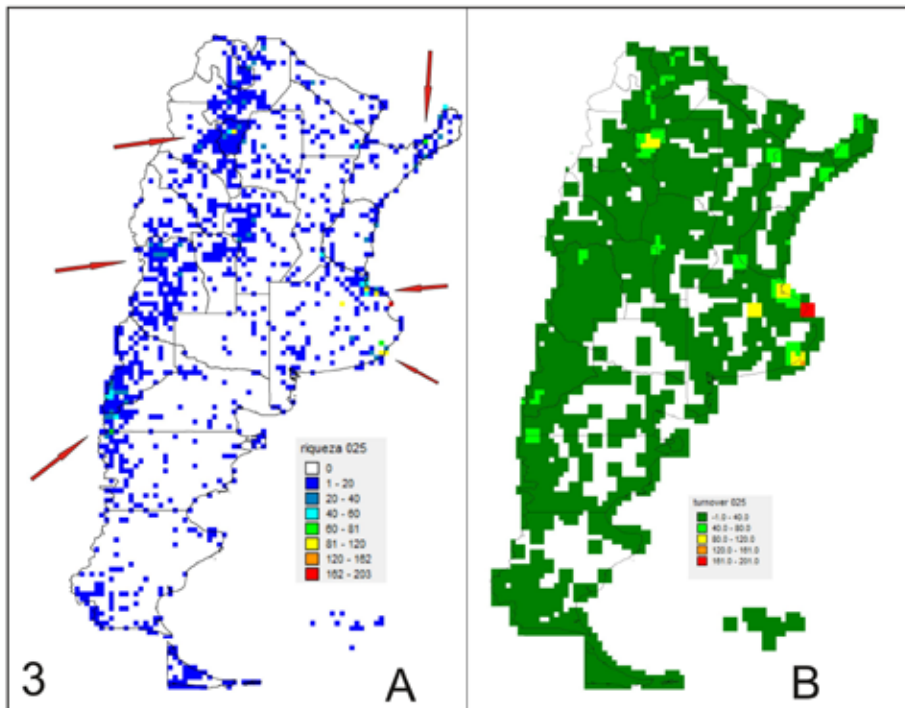 riqueza 025
0
1 - 20
20 - 40
40 - 60
60 - 81
81 - 120
120 - 162
162 - 203
turnover 025
-1.0 - 40.0
40.0 - 80.0
80.0 - 120.0
120.0 - 161.0
161.0 - 201.0
3
A
B